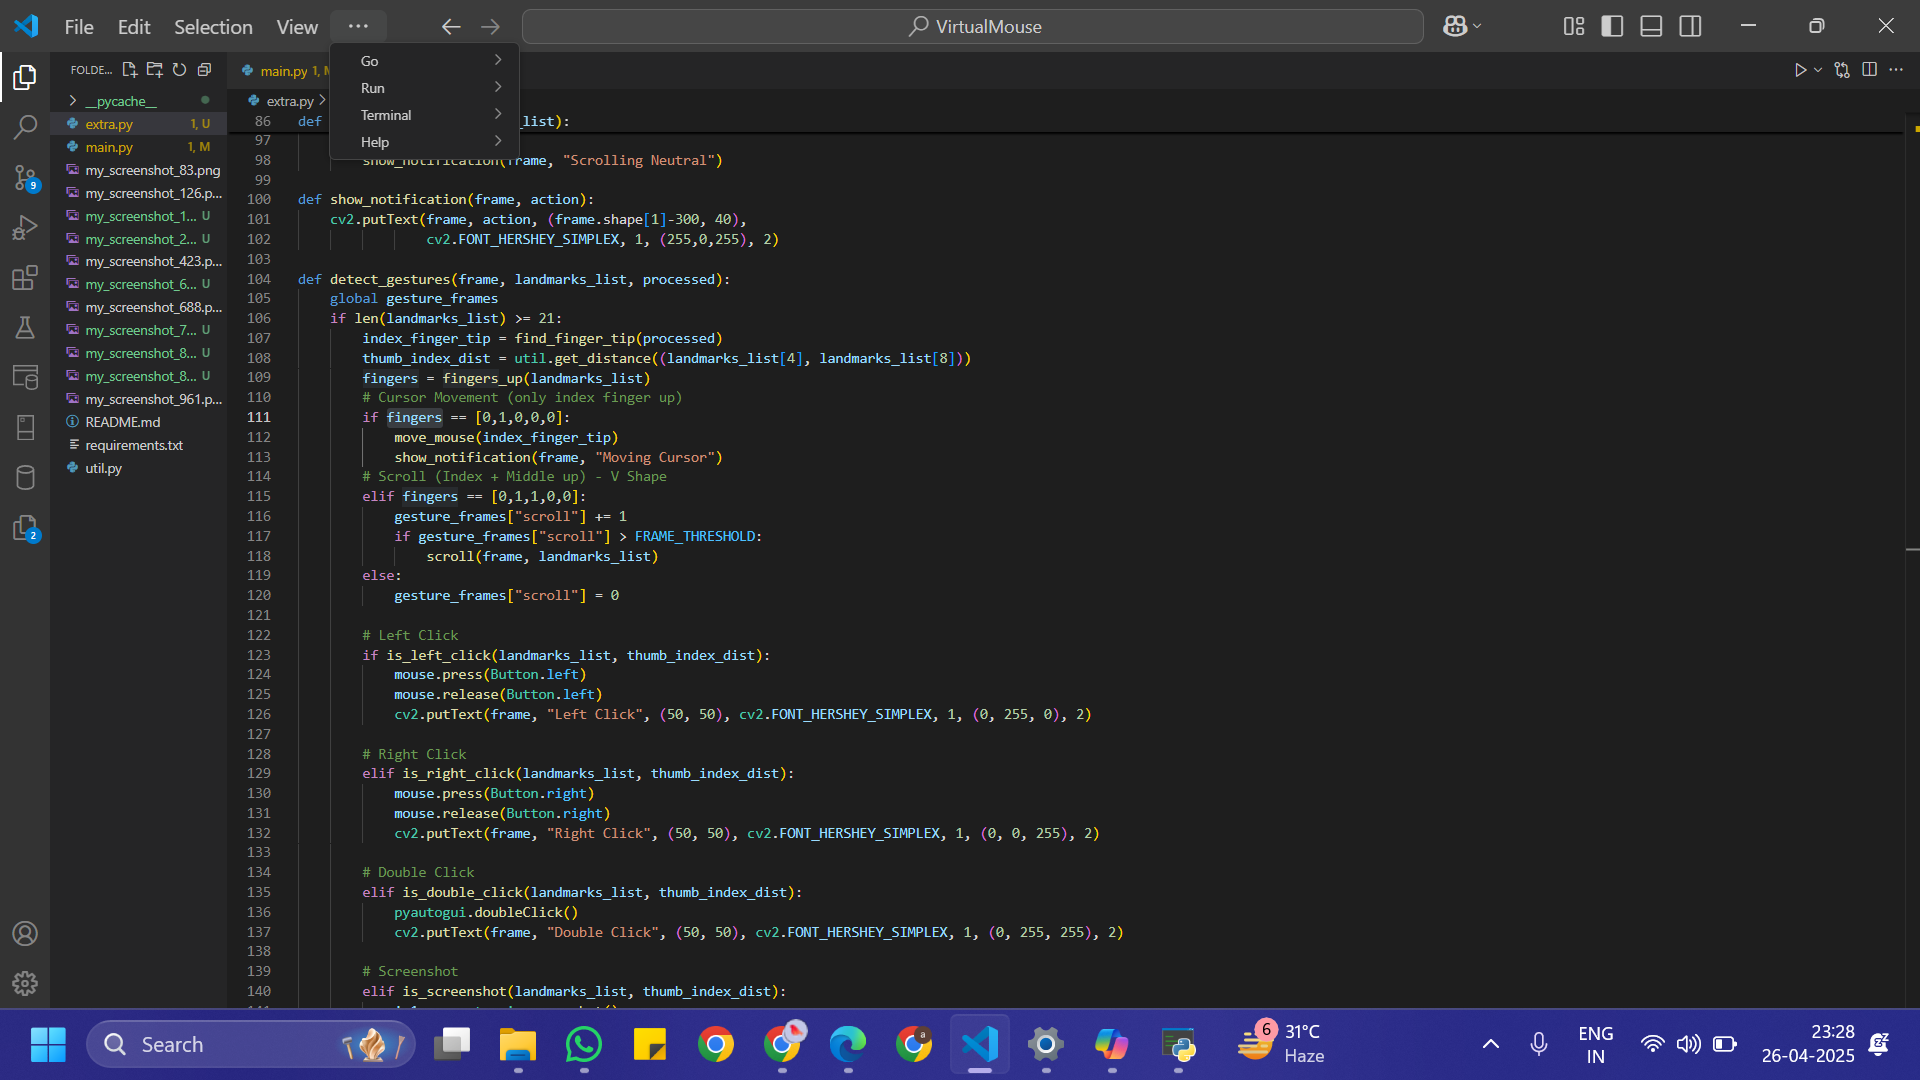 File Edit Selection View ··· VirtualMouse
Go
Run
Terminal
Help
FOLDE...
__pycache__
extra.py 1, U
main.py 1, M
my_screenshot_83.png
my_screenshot_126.p...
my_screenshot_1... U
my_screenshot_2... U
my_screenshot_423.p...
my_screenshot_6... U
my_screenshot_688.p...
my_screenshot_7... U
my_screenshot_8... U
my_screenshot_8... U
my_screenshot_961.p...
README.md
requirements.txt
util.py
9
2
main.py 1,
extra.py >
86 def _list):
97
98 show_notification(frame, "Scrolling Neutral")
99
100 def show_notification(frame, action):
101 cv2.putText(frame, action, (frame.shape[1]-300, 40),
102 cv2.FONT_HERSHEY_SIMPLEX, 1, (255,0,255), 2)
103
104 def detect_gestures(frame, landmarks_list, processed):
105 global gesture_frames
106 if len(landmarks_list) >= 21:
107 index_finger_tip = find_finger_tip(processed)
108 thumb_index_dist = util.get_distance((landmarks_list[4], landmarks_list[8]))
109 fingers = fingers_up(landmarks_list)
110 # Cursor Movement (only index finger up)
111 if fingers == [0,1,0,0,0]:
112 move_mouse(index_finger_tip)
113 show_notification(frame, "Moving Cursor")
114 # Scroll (Index + Middle up) - V Shape
115 elif fingers == [0,1,1,0,0]:
116 gesture_frames["scroll"] += 1
117 if gesture_frames["scroll"] > FRAME_THRESHOLD:
118 scroll(frame, landmarks_list)
119 else:
120 gesture_frames["scroll"] = 0
121
122 # Left Click
123 if is_left_click(landmarks_list, thumb_index_dist):
124 mouse.press(Button.left)
125 mouse.release(Button.left)
126 cv2.putText(frame, "Left Click", (50, 50), cv2.FONT_HERSHEY_SIMPLEX, 1, (0, 255, 0), 2)
127
128 # Right Click
129 elif is_right_click(landmarks_list, thumb_index_dist):
130 mouse.press(Button.right)
131 mouse.release(Button.right)
132 cv2.putText(frame, "Right Click", (50, 50), cv2.FONT_HERSHEY_SIMPLEX, 1, (0, 0, 255), 2)
133
134 # Double Click
135 elif is_double_click(landmarks_list, thumb_index_dist):
136 pyautogui.doubleClick()
137 cv2.putText(frame, "Double Click", (50, 50), cv2.FONT_HERSHEY_SIMPLEX, 1, (0, 255, 255), 2)
138
139 # Screenshot
140 elif is_screenshot(landmarks_list, thumb_index_dist):
Search
a
6
31°C
Haze
ENG
IN
23:28
26-04-2025